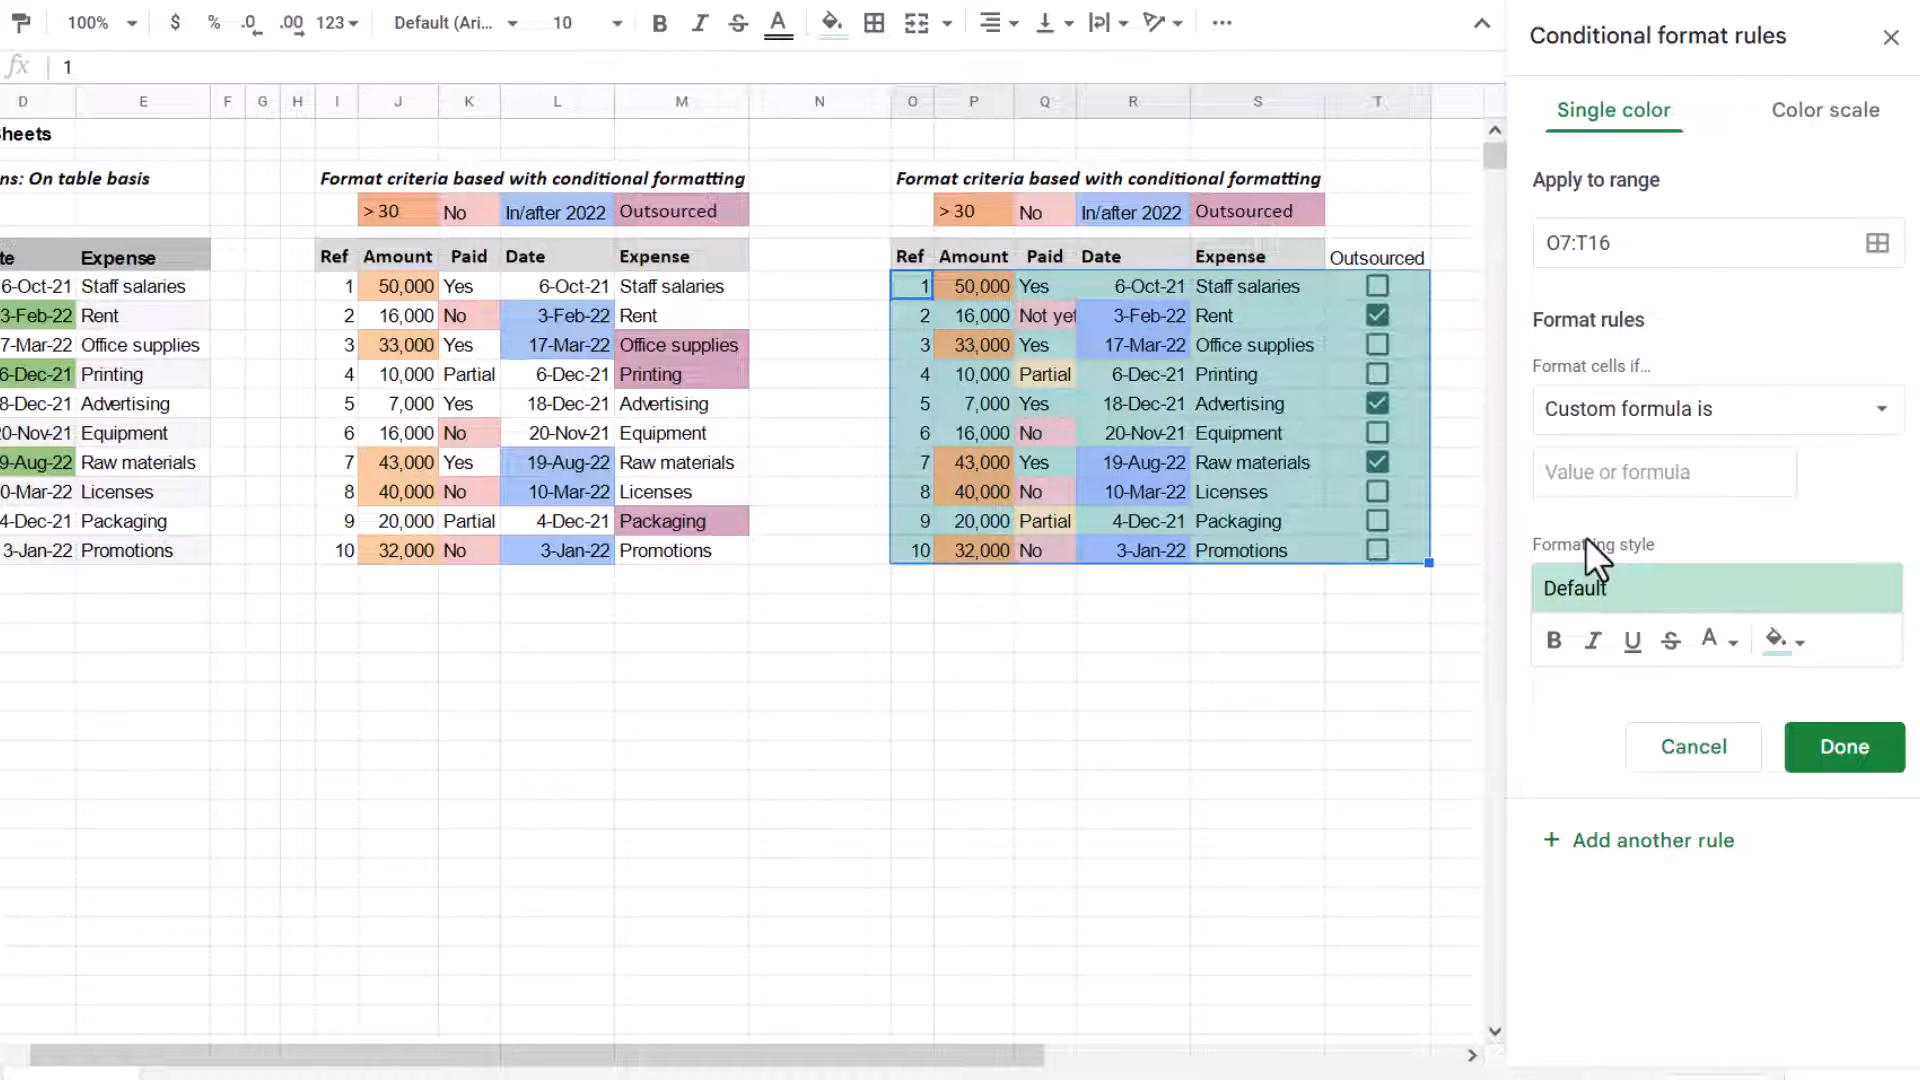 100% $ % .0 .00 123 Default (Ari... 10 B I S A
Conditional format rules
fx 1
Single color Color scale
D E F G H I J K L M N O P Q R S T
heets
Apply to range
ns: On table basis Format criteria based with conditional formatting Format criteria based with conditional formatting
> 30 No In/after 2022 Outsourced > 30 No In/after 2022 Outsourced
O7:T16
te Expense Ref Amount Paid Date Expense Ref Amount Paid Date Expense Outsourced
6-Oct-21 Staff salaries 1 50,000 Yes 6-Oct-21 Staff salaries 1 50,000 Yes 6-Oct-21 Staff salaries
3-Feb-22 Rent 2 16,000 No 3-Feb-22 Rent 2 16,000 Not yet 3-Feb-22 Rent
Format rules
7-Mar-22 Office supplies 3 33,000 Yes 17-Mar-22 Office supplies 3 33,000 Yes 17-Mar-22 Office supplies
Format cells if…
6-Dec-21 Printing 4 10,000 Partial 6-Dec-21 Printing 4 10,000 Partial 6-Dec-21 Printing
8-Dec-21 Advertising 5 7,000 Yes 18-Dec-21 Advertising 5 7,000 Yes 18-Dec-21 Advertising
Custom formula is
20-Nov-21 Equipment 6 16,000 No 20-Nov-21 Equipment 6 16,000 No 20-Nov-21 Equipment
9-Aug-22 Raw materials 7 43,000 Yes 19-Aug-22 Raw materials 7 43,000 Yes 19-Aug-22 Raw materials
Value or formula
0-Mar-22 Licenses 8 40,000 No 10-Mar-22 Licenses 8 40,000 No 10-Mar-22 Licenses
4-Dec-21 Packaging 9 20,000 Partial 4-Dec-21 Packaging 9 20,000 Partial 4-Dec-21 Packaging
3-Jan-22 Promotions 10 32,000 No 3-Jan-22 Promotions 10 32,000 No 3-Jan-22 Promotions
Formatting style
Default
B I U S A
Cancel Done
+ Add another rule